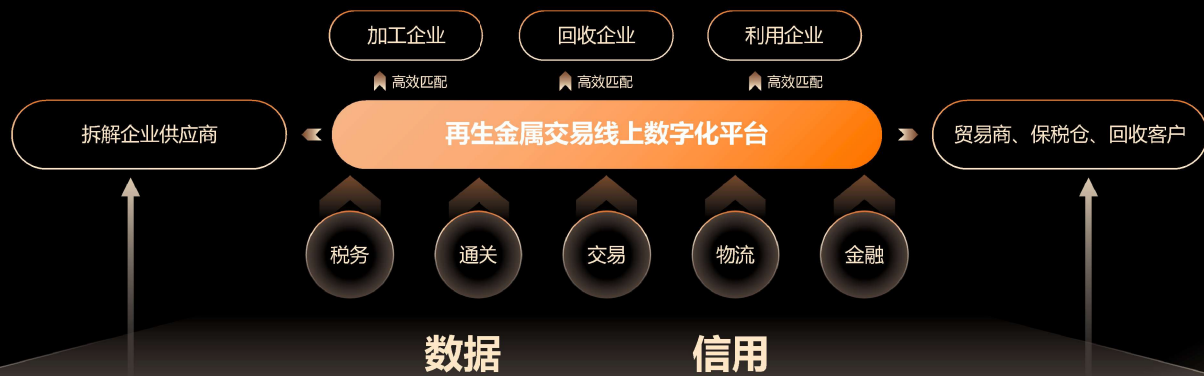 加工企业
回收企业
利用企业
高效匹配
高效匹配
高效匹配
拆解企业供应商
再生金属交易线上数字化平台
贸易商、保税仓、回收客户
税务
通关
交易
物流
金融
数据
信用